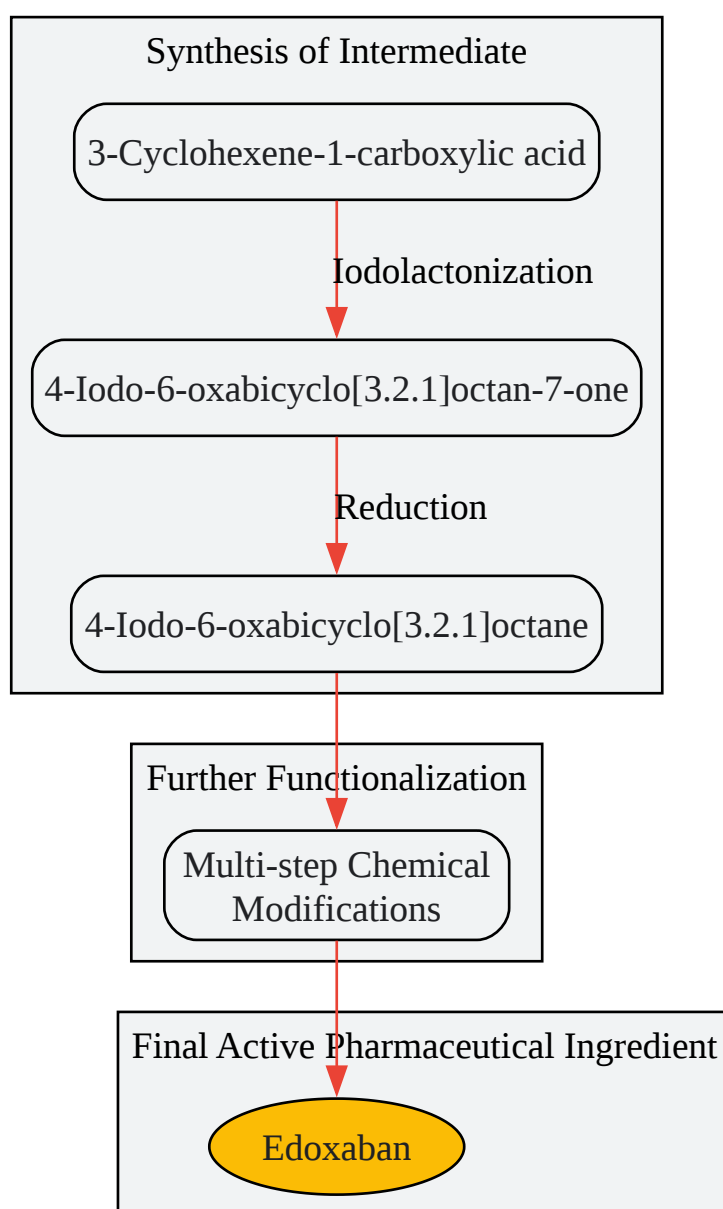 Synthesis of Intermediate
3-Cyclohexene-1-carboxylic acid
Iodolactonization
4-Iodo-6-oxabicyclo[3.2.1]octan-7-one
Reduction
4-Iodo-6-oxabicyclo[3.2.1]octane
Further Functionalization
Multi-step Chemical
Modifications
Final Active Pharmaceutical Ingredient
Edoxaban